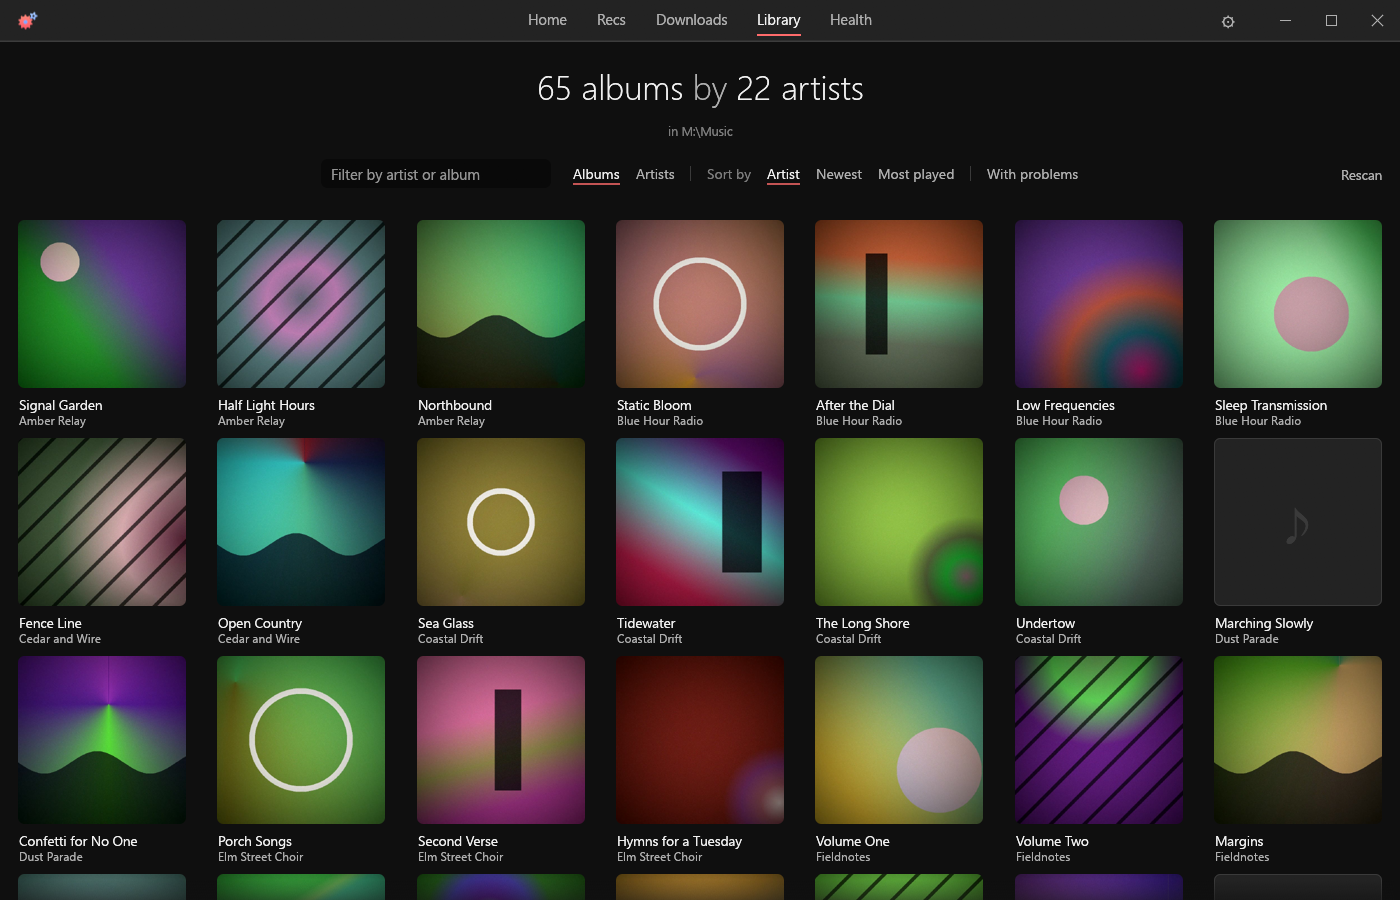 Home Recs Downloads Library Health
65 albums by 22 artists
in M:\Music
Filter by artist or album Albums Artists Sort by Artist Newest Most played With problems Rescan
Signal Garden Half Light Hours Northbound Static Bloom After the Dial Low Frequencies Sleep Transmission
Amber Relay Amber Relay Amber Relay Blue Hour Radio Blue Hour Radio Blue Hour Radio Blue Hour Radio
Fence Line Open Country Sea Glass Tidewater The Long Shore Undertow Marching Slowly
Cedar and Wire Cedar and Wire Coastal Drift Coastal Drift Coastal Drift Coastal Drift Dust Parade
Confetti for No One Porch Songs Second Verse Hymns for a Tuesday Volume One Volume Two Margins
Dust Parade Elm Street Choir Elm Street Choir Elm Street Choir Fieldnotes Fieldnotes Fieldnotes